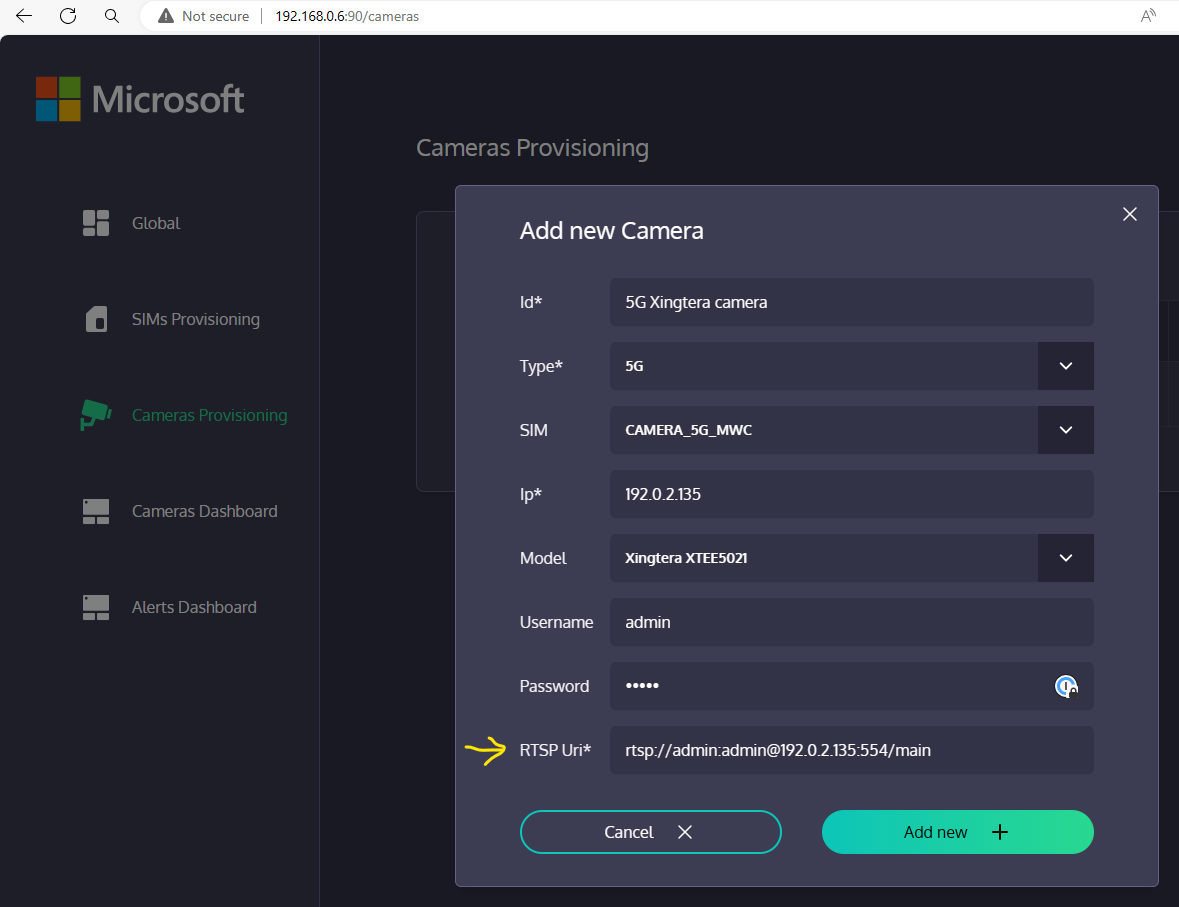 Not secure
192.168.0.6:90/cameras
A
Microsoft
Global
SIMs Provisioning
Cameras Provisioning
Cameras Dashboard
Alerts Dashboard
Cameras Provisioning
Add new Camera
Id* 5G Xingtera camera
Type* 5G
SIM CAMERA_5G_MWC
Ip* 192.0.2.135
Model Xingtera XTEE5021
Username admin
Password •••••
RTSP Uri* rtsp://admin:admin@192.0.2.135:554/main
Cancel
Add new